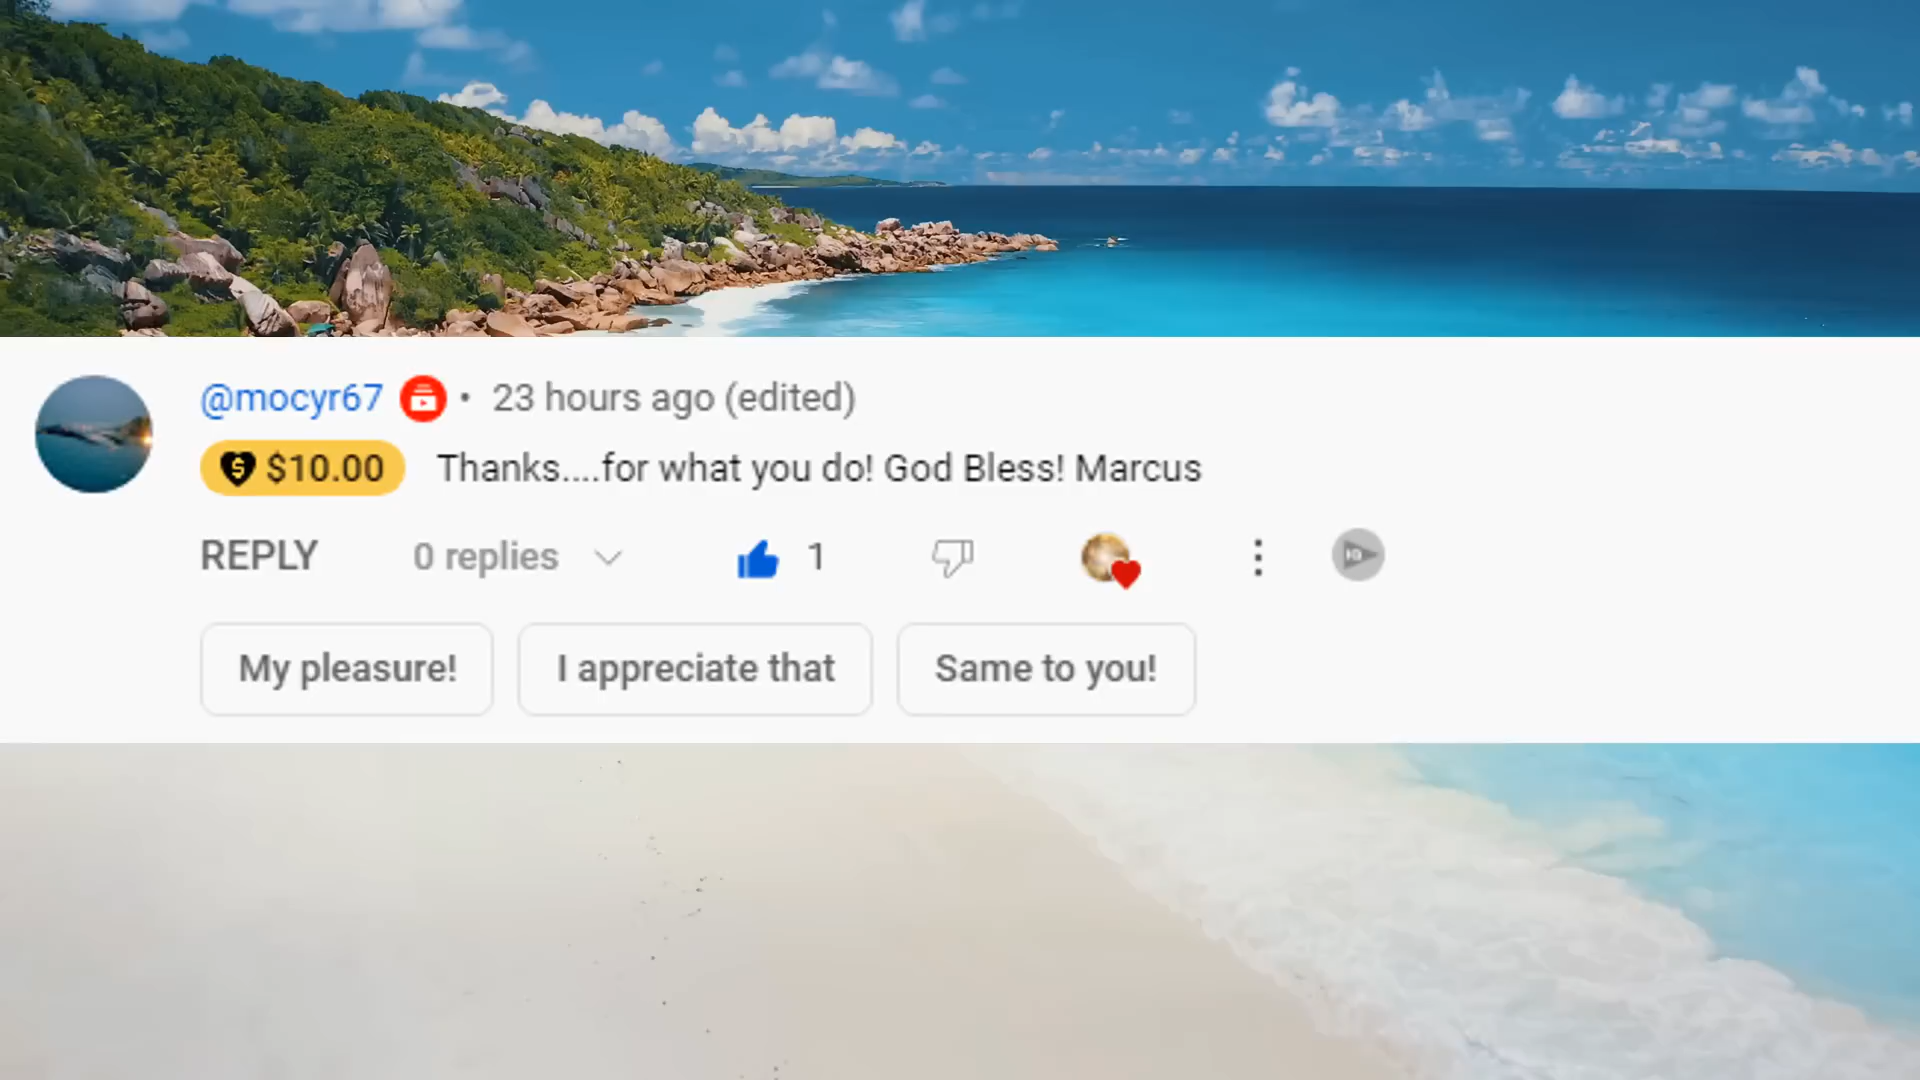 @mocyr67 • 23 hours ago (edited)
$10.00 Thanks....for what you do! God Bless! Marcus
REPLY 0 replies 1
My pleasure! I appreciate that Same to you!